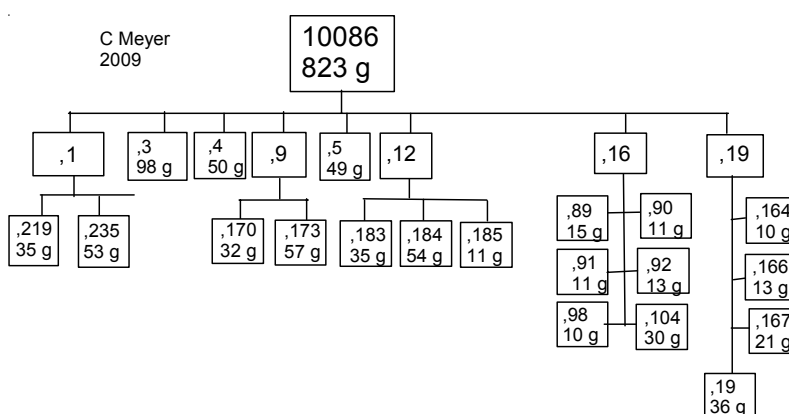 C Meyer
2009
10086
823 g
,1
,3
98 g
,4
50 g
,9
,5
49 g
,12
,16
,19
,219
35 g
,235
53 g
,170
32 g
,173
57 g
,183
35 g
,184
54 g
,185
11 g
,89
15 g
,90
11 g
,91
11 g
,92
13 g
,98
10 g
,104
30 g
,164
10 g
,166
13 g
,167
21 g
,19
36 g